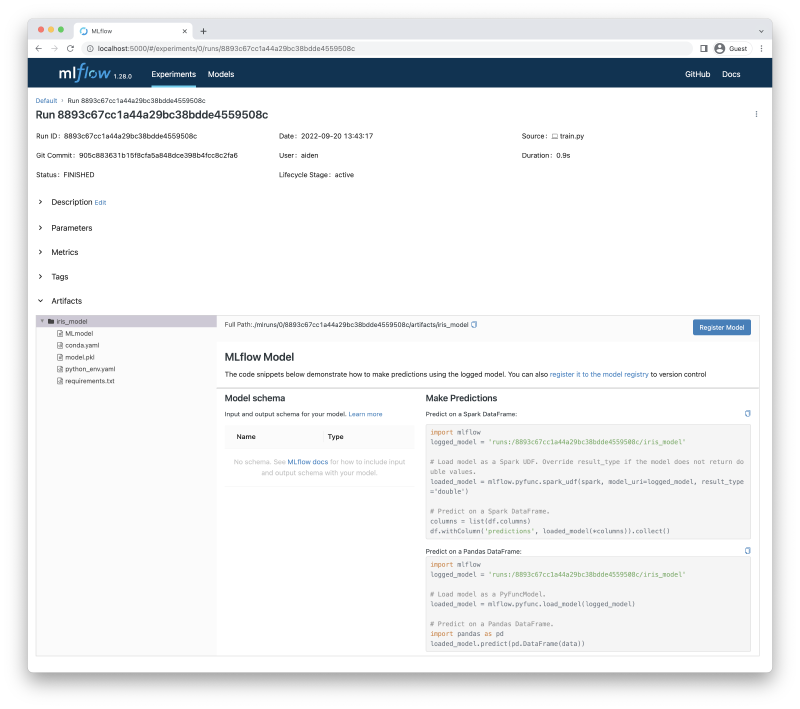 MLflow
localhost:5000/#/experiments/0/runs/8893c67cc1a44a29bc38bdde4559508c
Guest
mlflow 1.28.0 Experiments Models GitHub Docs
Default › Run 8893c67cc1a44a29bc38bdde4559508c
Run 8893c67cc1a44a29bc38bdde4559508c
Run ID: 8893c67cc1a44a29bc38bdde4559508c Date: 2022-09-20 13:43:17 Source: train.py
Git Commit: 905c883631b15f8cfa5a848dce398b4fcc8c2fa6 User: aiden Duration: 0.9s
Status: FINISHED Lifecycle Stage: active
Description Edit
Parameters
Metrics
Tags
Artifacts
iris_model
MLmodel
conda.yaml
model.pkl
python_env.yaml
requirements.txt
Full Path:./mlruns/0/8893c67cc1a44a29bc38bdde4559508c/artifacts/iris_model
Register Model
MLflow Model
The code snippets below demonstrate how to make predictions using the logged model. You can also register it to the model registry to version control
Model schema
Input and output schema for your model. Learn more
Name Type
No schema. See MLflow docs for how to include input
and output schema with your model.
Make Predictions
Predict on a Spark DataFrame:
import mlflow
logged_model = 'runs:/8893c67cc1a44a29bc38bdde4559508c/iris_model'
# Load model as a Spark UDF. Override result_type if the model does not return do
uble values.
loaded_model = mlflow.pyfunc.spark_udf(spark, model_uri=logged_model, result_type
='double')
# Predict on a Spark DataFrame.
columns = list(df.columns)
df.withColumn('predictions', loaded_model(*columns)).collect()
Predict on a Pandas DataFrame:
import mlflow
logged_model = 'runs:/8893c67cc1a44a29bc38bdde4559508c/iris_model'
# Load model as a PyFuncModel.
loaded_model = mlflow.pyfunc.load_model(logged_model)
# Predict on a Pandas DataFrame.
import pandas as pd
loaded_model.predict(pd.DataFrame(data))